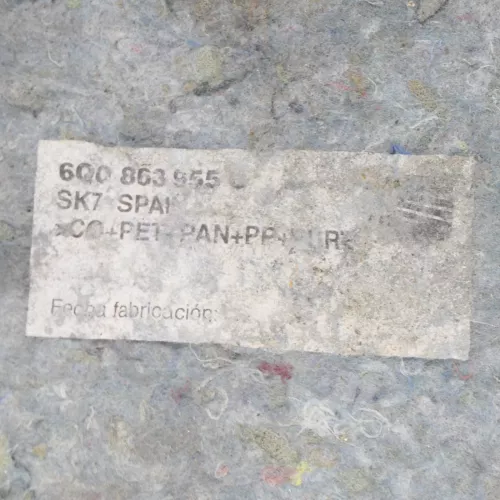 6Q0 863 955 C
SK7 SPAI
>CO+PET+PAN+PP+PUR<
Fecha fabricación: